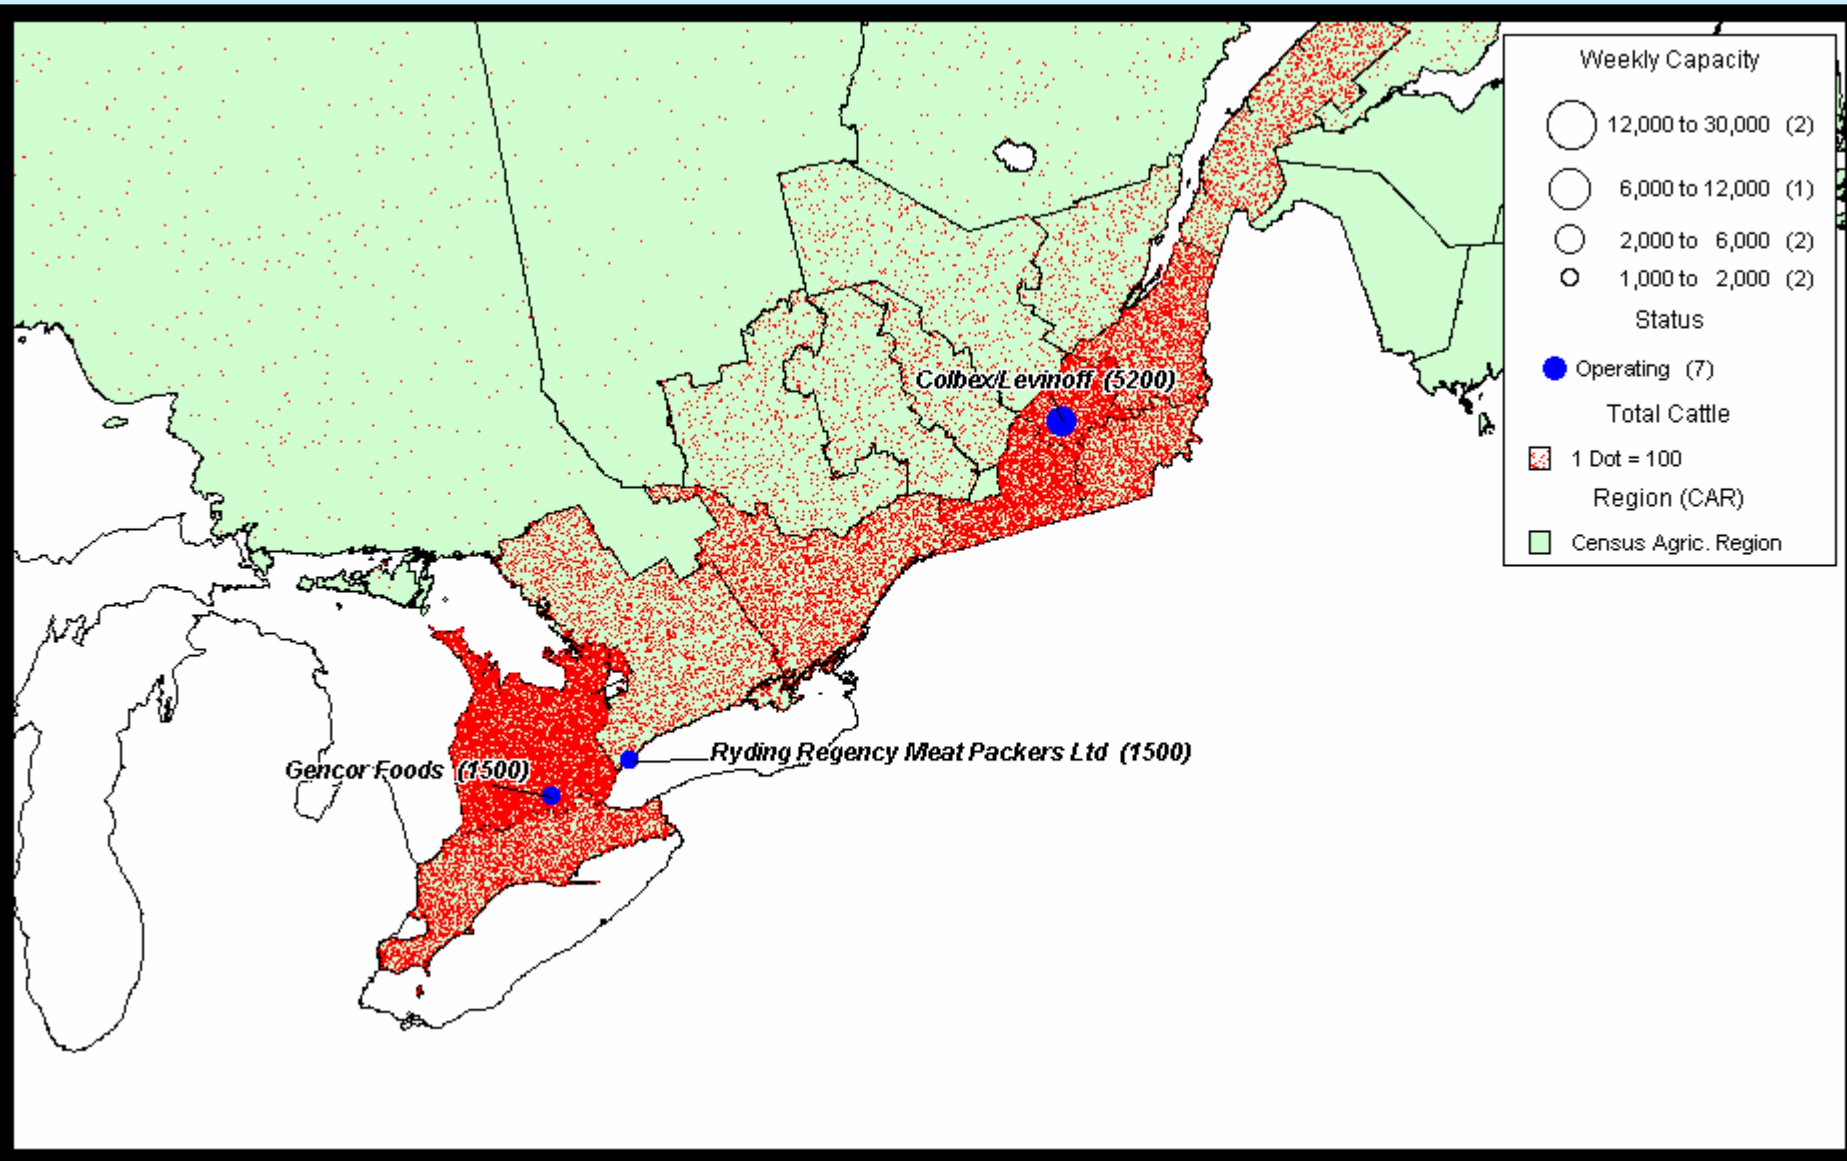 Weekly Capacity
12,000 to 30,000 (2)
6,000 to 12,000 (1)
2,000 to 6,000 (2)
1,000 to 2,000 (2)
Status
Operating (7)
Total Cattle
1 Dot = 100
Region (CAR)
Census Agric. Region
Colbex/Levinoff (5200)
Ryding Regency Meat Packers Ltd (1500)
Gencor Foods (1500)